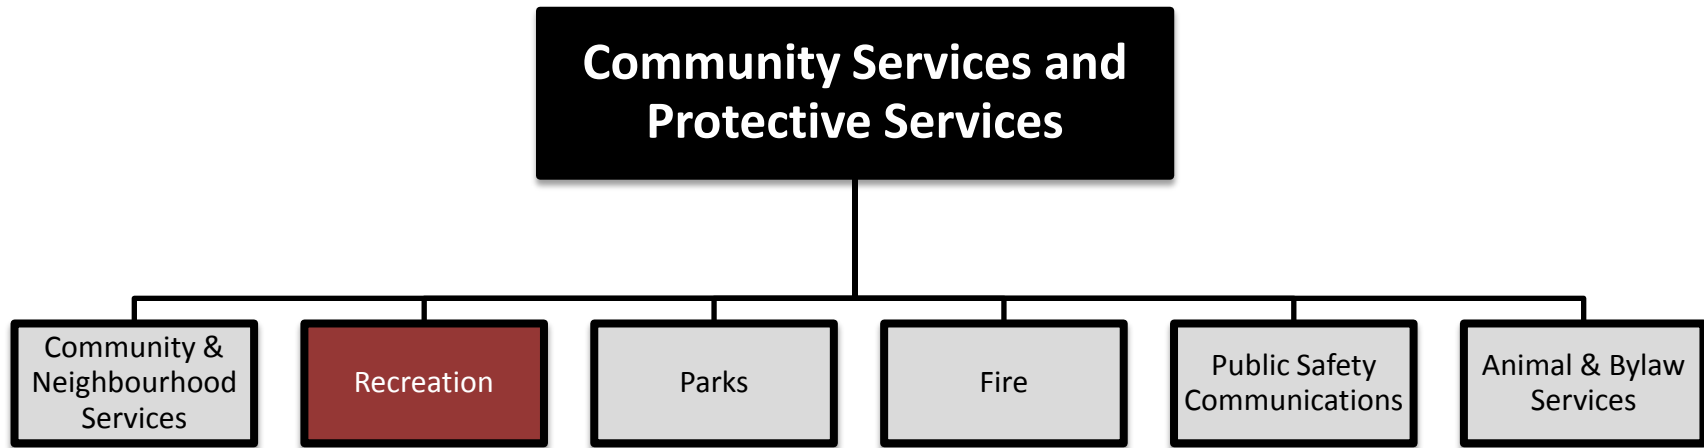 Community Services and
Protective Services
Community &
Neighbourhood
Services
Recreation
Parks
Fire
Public Safety
Communications
Animal & Bylaw
Services